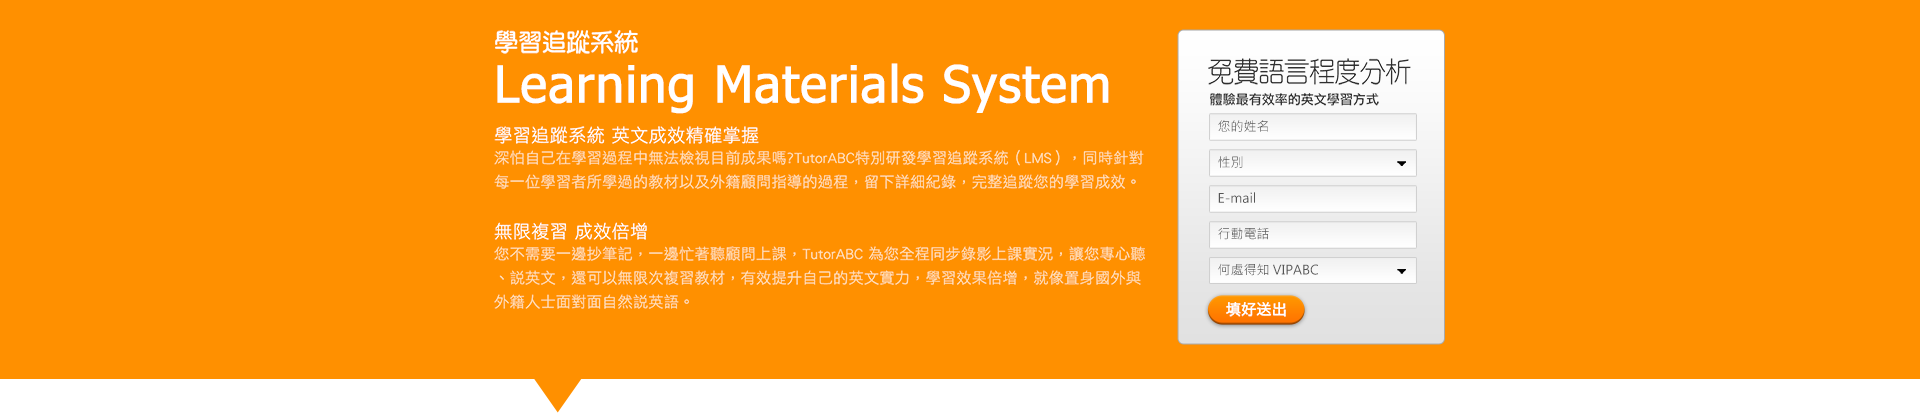 學習追蹤系統
Learning Materials System
學習追蹤系統 英文成效精確掌握
深怕自己在學習過程中無法檢視目前成果嗎?TutorABC特別研發學習追蹤系統（LMS），同時針對
每一位學習者所學過的教材以及外籍顧問指導的過程，留下詳細紀錄，完整追蹤您的學習成效。
無限複習 成效倍增
您不需要一邊抄筆記，一邊忙著聽顧問上課，TutorABC 為您全程同步錄影上課實況，讓您專心聽
、説英文，還可以無限次複習教材，有效提升自己的英文實力，學習效果倍增，就像置身國外與
外籍人士面對面自然説英語。
免費語言程度分析
體驗最有效率的英文學習方式
您的姓名
性別
E-mail
行動電話
何處得知 VIPABC
填好送出